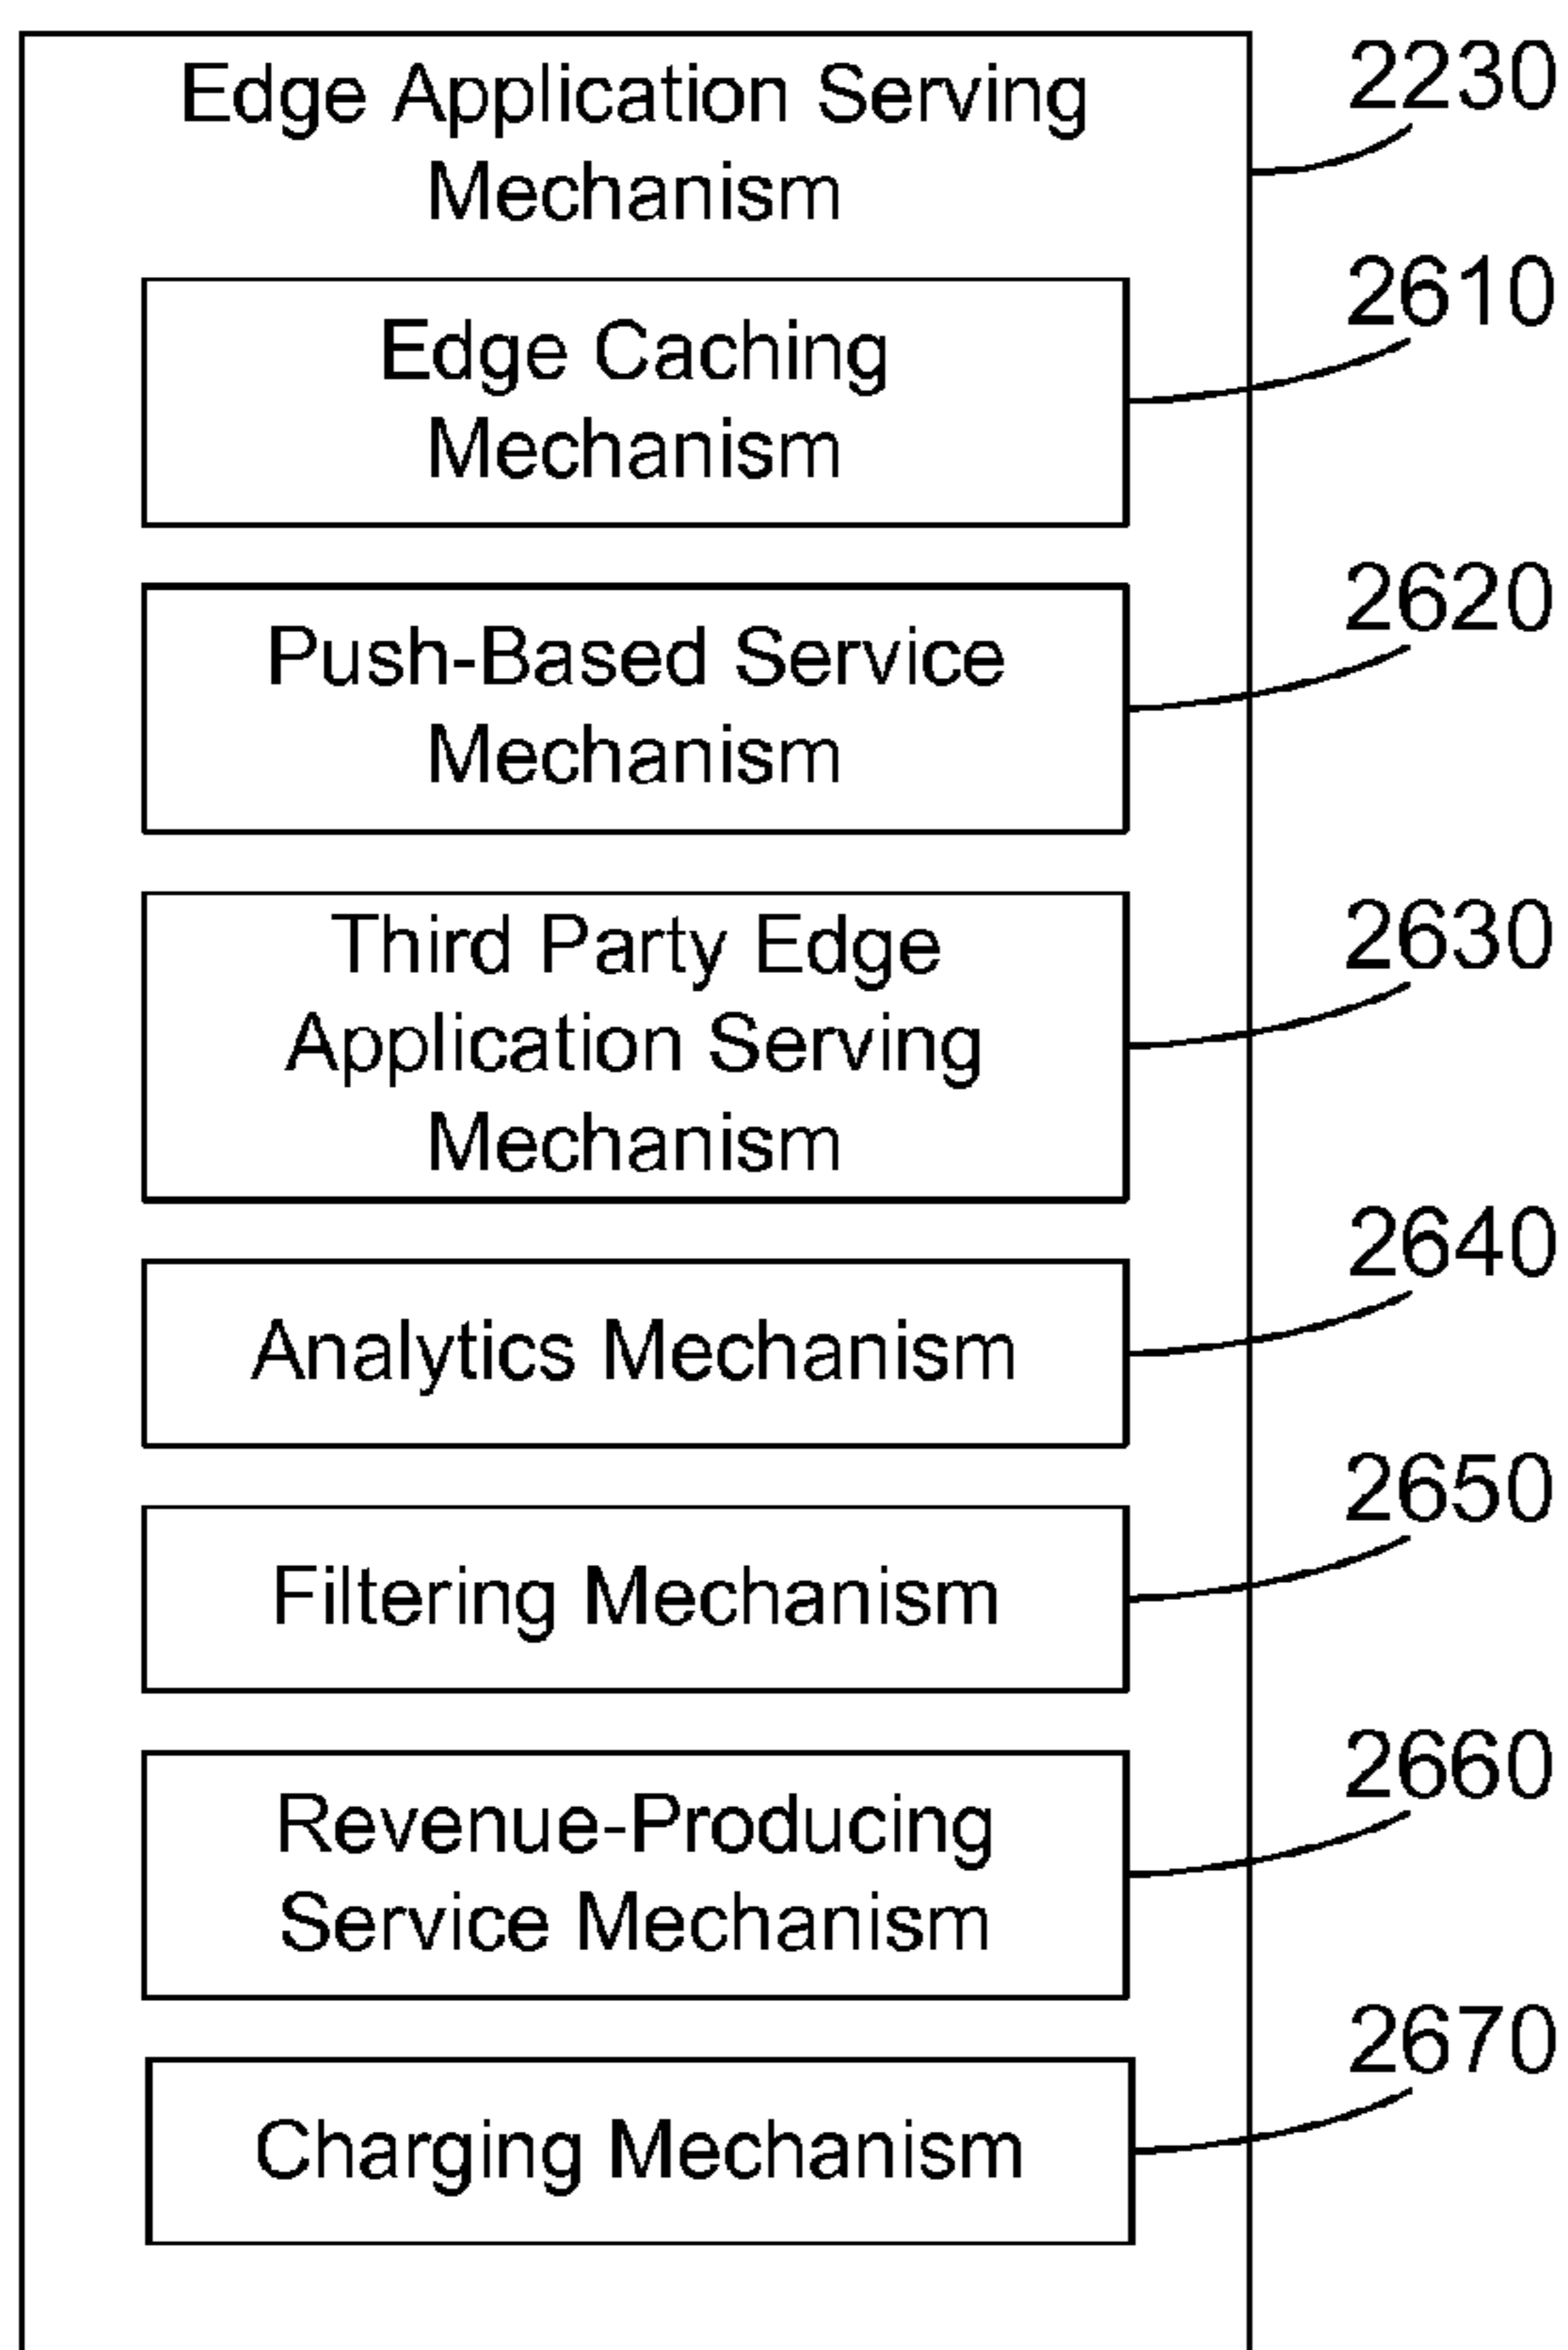 Edge Application Serving
Mechanism
2230
Edge Caching
Mechanism
2610
Push-Based Service
Mechanism
2620
Third Party Edge
Application Serving
Mechanism
2630
Analytics Mechanism
2640
Filtering Mechanism
2650
Revenue-Producing
Service Mechanism
2660
Charging Mechanism
2670